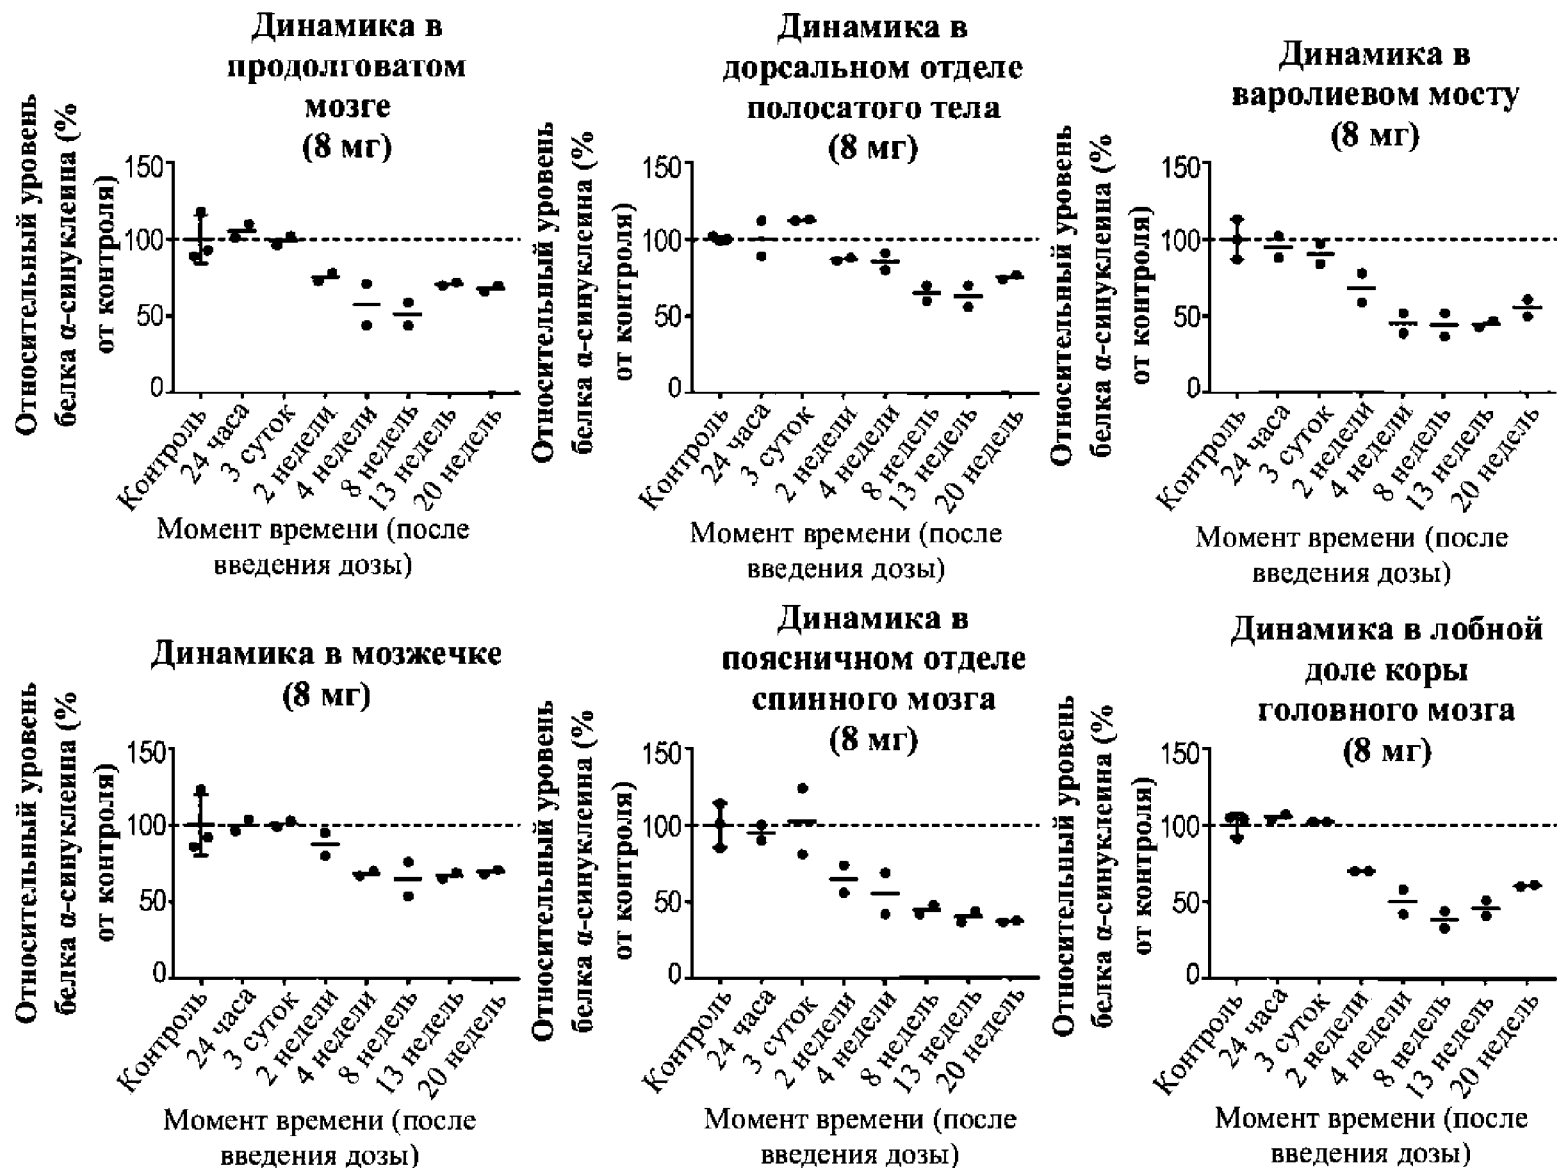 Динамика в
продолговатом
мозге
(8 мг)
Относительный уровень
белка α-синуклеина (%
от контроля)
150
100
50
0
Контроль
24 часа
3 суток
2 недели
4 недели
8 недель
13 недель
20 недель
Момент времени (после
введения дозы)
Динамика в
дорсальном отделе
полосатого тела
(8 мг)
Относительный уровень
белка α-синуклеина (%
от контроля)
150
100
50
0
Контроль
24 часа
3 суток
2 недели
4 недели
8 недель
13 недель
20 недель
Момент времени (после
введения дозы)
Динамика в
варолиевом мосту
(8 мг)
Относительный уровень
белка α-синуклеина (%
от контроля)
150
100
50
0
Контроль
24 часа
3 суток
2 недели
4 недели
8 недель
13 недель
20 недель
Момент времени (после
введения дозы)
Динамика в мозжечке
(8 мг)
Относительный уровень
белка α-синуклеина (%
от контроля)
150
100
50
0
Контроль
24 часа
3 суток
2 недели
4 недели
8 недель
13 недель
20 недель
Момент времени (после
введения дозы)
Динамика в
поясничном отделе
спинного мозга
(8 мг)
Относительный уровень
белка α-синуклеина (%
от контроля)
150
100
50
0
Контроль
24 часа
3 суток
2 недели
4 недели
8 недель
13 недель
20 недель
Момент времени (после
введения дозы)
Динамика в лобной
доле коры
головного мозга
(8 мг)
Относительный уровень
белка α-синуклеина (%
от контроля)
150
100
50
0
Контроль
24 часа
3 суток
2 недели
4 недели
8 недель
13 недель
20 недель
Момент времени (после
введения дозы)